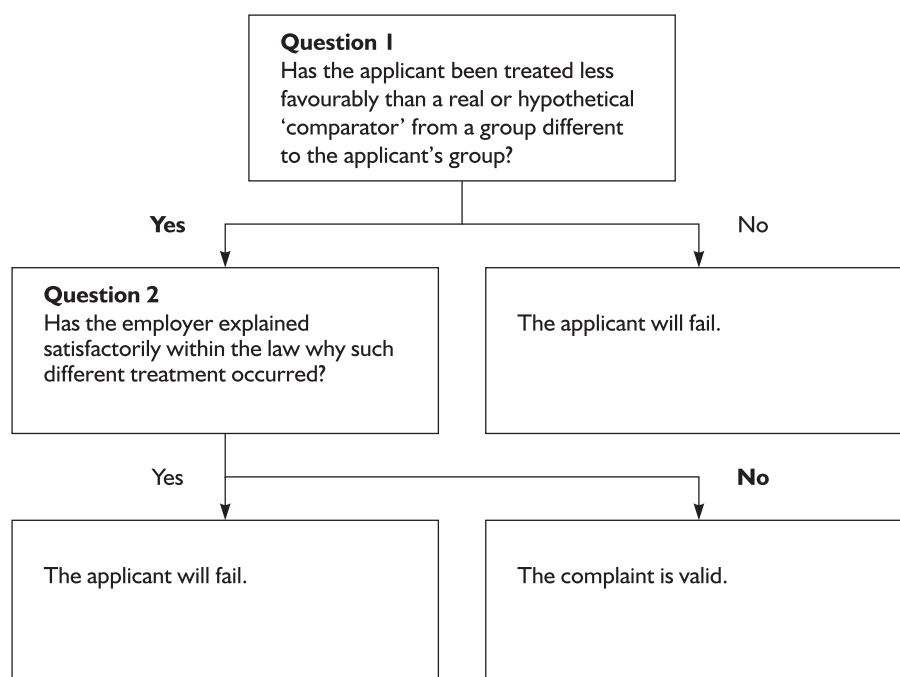 Question 1
Has the applicant been treated less
favourably than a real or hypothetical
‘comparator’ from a group different
to the applicant’s group?
Yes
No
Question 2
Has the employer explained
satisfactorily within the law why such
different treatment occurred?
The applicant will fail.
Yes
No
The applicant will fail.
The complaint is valid.